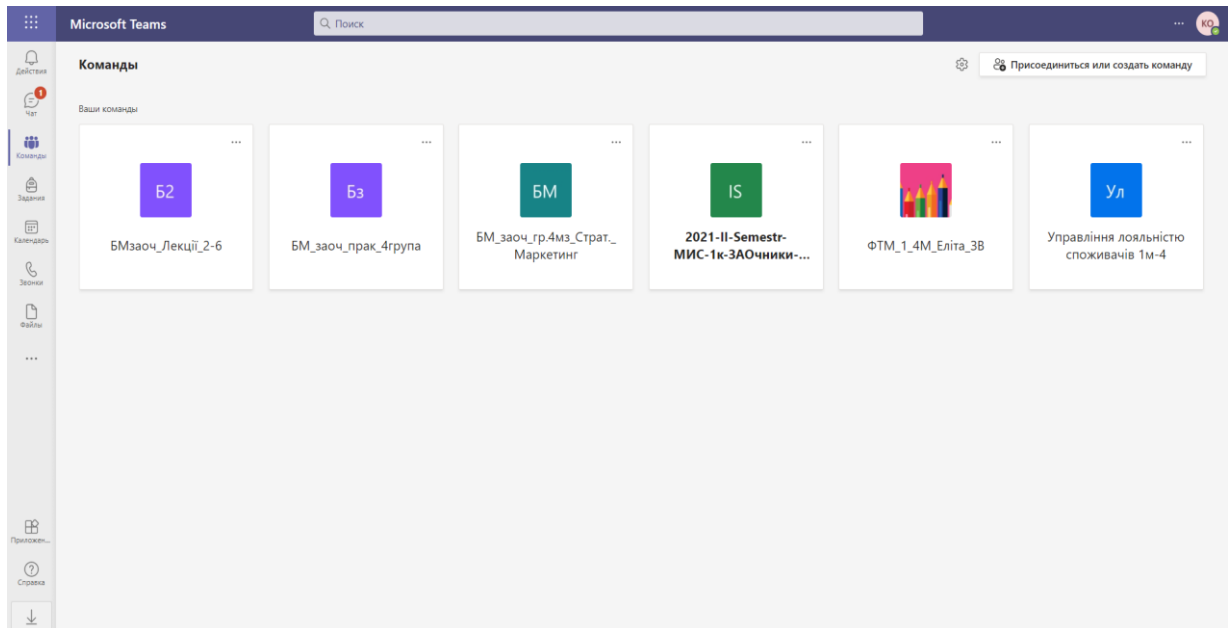 Microsoft Teams
Поиск
КО
Действия
1
Чат
Команды
Задания
Календарь
Звонки
Файлы
Приложен...
Справка
Команды
Присоединиться или создать команду
Ваши команды
Б2
БМзаоч_Лекції_2-6
Бз
БМ_заоч_прак_4група
БМ
БМ_заоч_гр.4мз_Страт._
Маркетинг
IS
2021-II-Semestr-
МИС-1к-ЗАОчники-...
ФТМ_1_4М_Еліта_ЗВ
Ул
Управління лояльністю
споживачів 1м-4